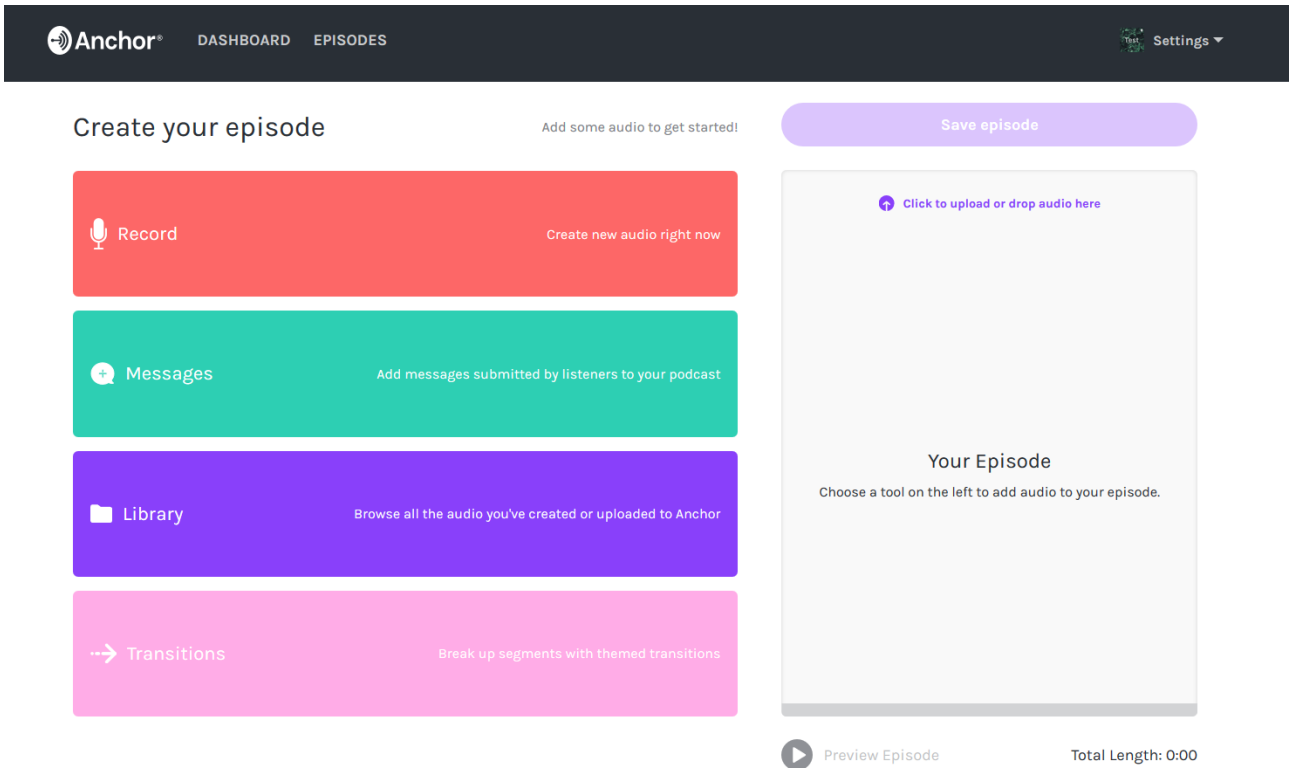 Anchor® DASHBOARD EPISODES Test Settings
Create your episode
Add some audio to get started!
Save episode
Record
Create new audio right now
Messages
Add messages submitted by listeners to your podcast
Library
Browse all the audio you've created or uploaded to Anchor
Transitions
Break up segments with themed transitions
Click to upload or drop audio here
Your Episode
Choose a tool on the left to add audio to your episode.
Preview Episode
Total Length: 0:00